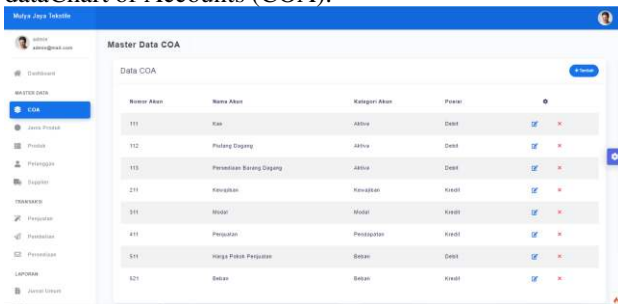 dataChart of Accounts (COA).
Mulya Jaya Tekstile
admin
admin@mail.com
Master Data COA
Dashboard
Data COA
+ Tambah
MASTER DATA
Nomor Akun Nama Akun Kategori Akun Posisi
COA
111 Kas Aktiva Debit
Jenis Produk
112 Piutang Dagang Aktiva Debit
Produk
113 Persediaan Barang Dagang Aktiva Debit
Pelanggan
Supplier
211 Kewajiban Kewajiban Kredit
TRANSAKSI
311 Modal Modal Kredit
Penjualan
411 Penjualan Pendapatan Kredit
Pembelian
511 Harga Pokok Penjualan Beban Debit
Persediaan
LAPORAN
521 Beban Beban Kredit
Jurnal Umum